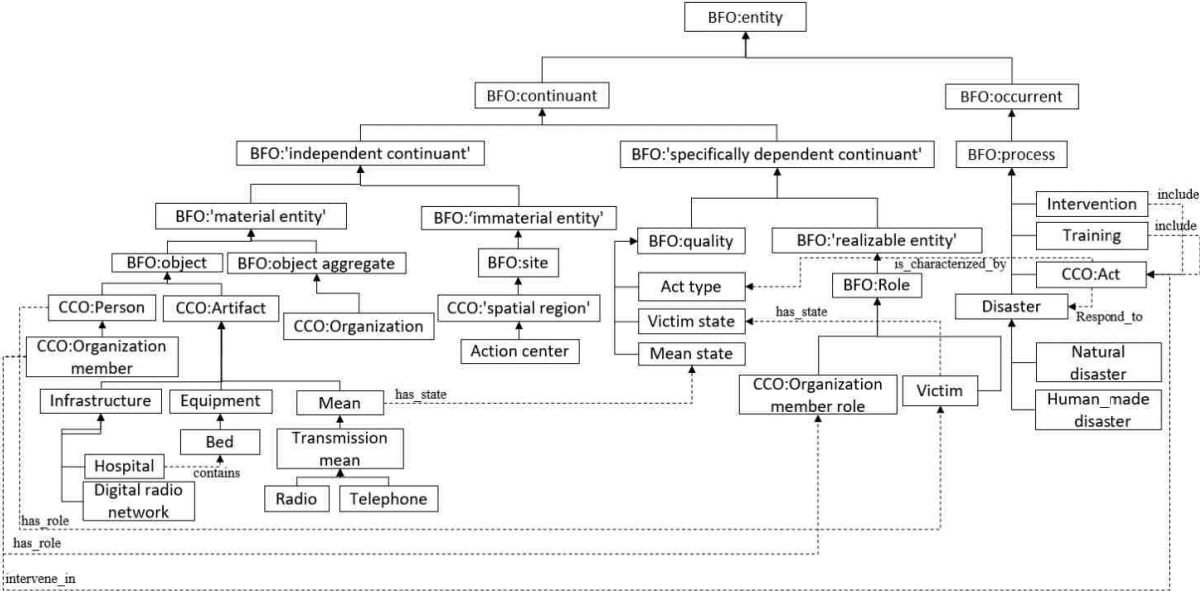 BFO:entity
BFO:continuant
BFO:occurrent
BFO:'independent continuant'
BFO:'specifically dependent continuant'
BFO:process
include
Intervention
BFO:'material entity'
BFO:‘immaterial entity’
include
Training
BFO:quality
BFO:'realizable entity'
BFO:object
BFO:object aggregate
BFO:site
is_characterized_by
CCO:Act
Act type
BFO:Role
CCO:Person
CCO:Artifact
CCO:'spatial region'
Disaster
CCO:Organization
Victim state
has_state
Respond_to
CCO:Organization
member
Action center
Mean state
Natural
disaster
Infrastructure
Equipment
Mean
has_state
CCO:Organization
member role
Victim
Human_made
disaster
Bed
Transmission
mean
Hospital
contains
Digital radio
network
Radio
Telephone
has_role
has_role
intervene_in